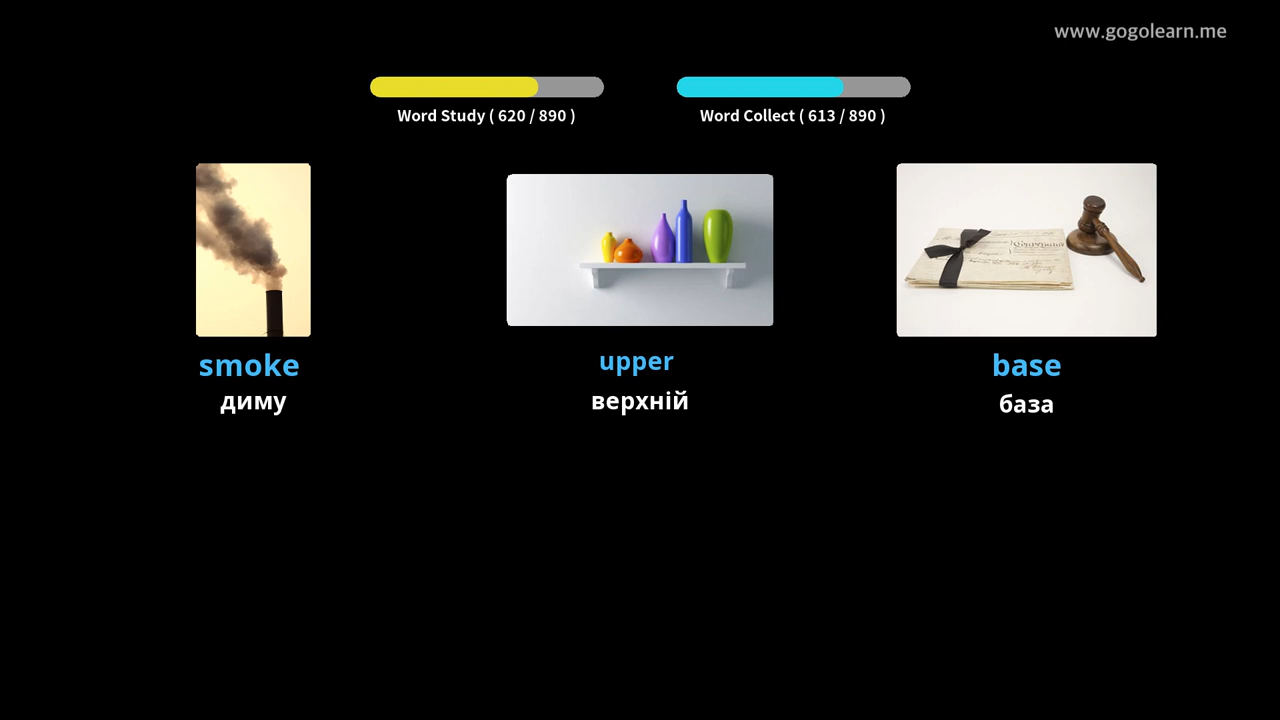 www.gogolearn.me
Word Study ( 620 / 890 )
Word Collect ( 613 / 890 )
smoke
диму
upper
верхній
base
база